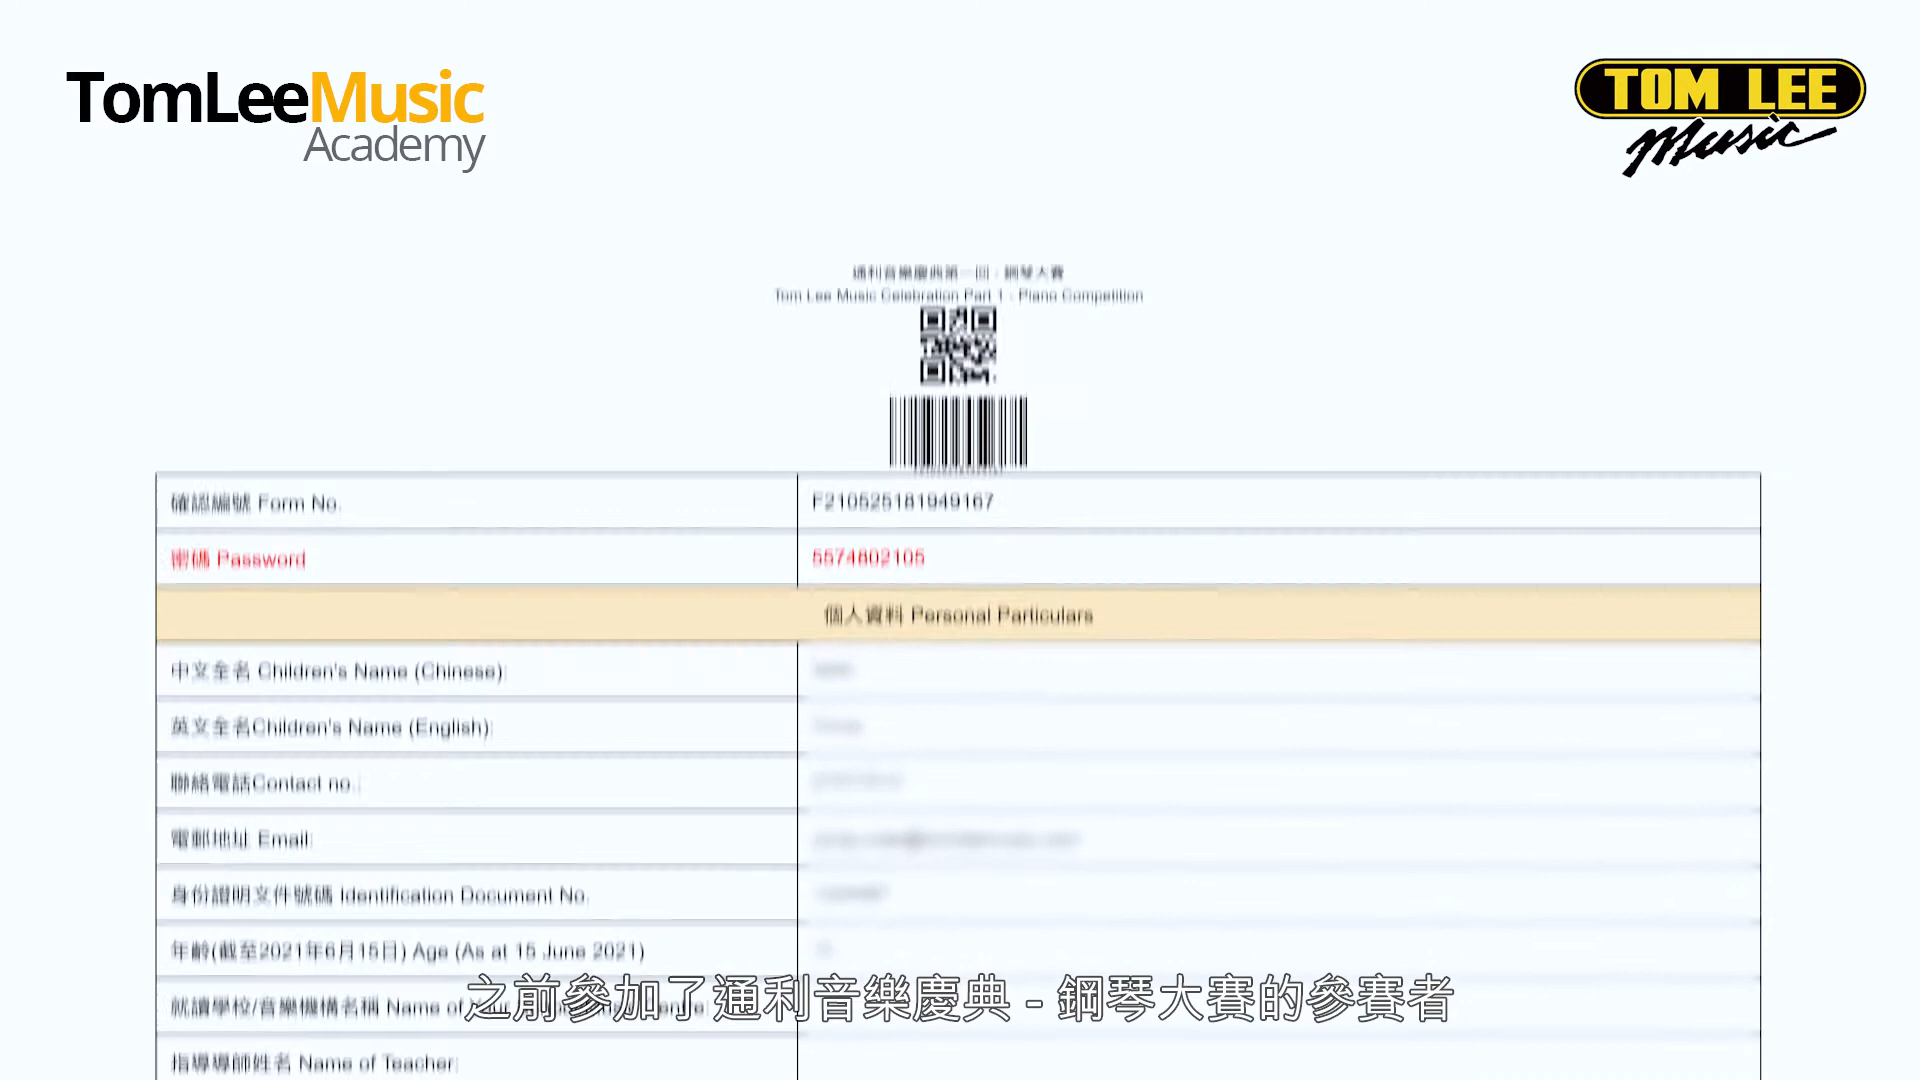 TomLeeMusic
Academy
TOM LEE
Music
通利音樂慶典第一回 - 鋼琴大賽
Tom Lee Music Celebration Part 1 - Piano Competition
確認編號 Form No.
F210525181949167
密碼 Password
5574802105
個人資料 Personal Particulars
中文全名 Children's Name (Chinese):
英文全名Children's Name (English):
聯絡電話Contact no.:
電郵地址 Email:
身份證明文件號碼 Identification Document No.
年齡(截至2021年6月15日) Age (As at 15 June 2021)
就讀學校/音樂機構名稱 Name of
之前參加了通利音樂慶典 - 鋼琴大賽的參賽者
指導導師姓名 Name of Teacher: